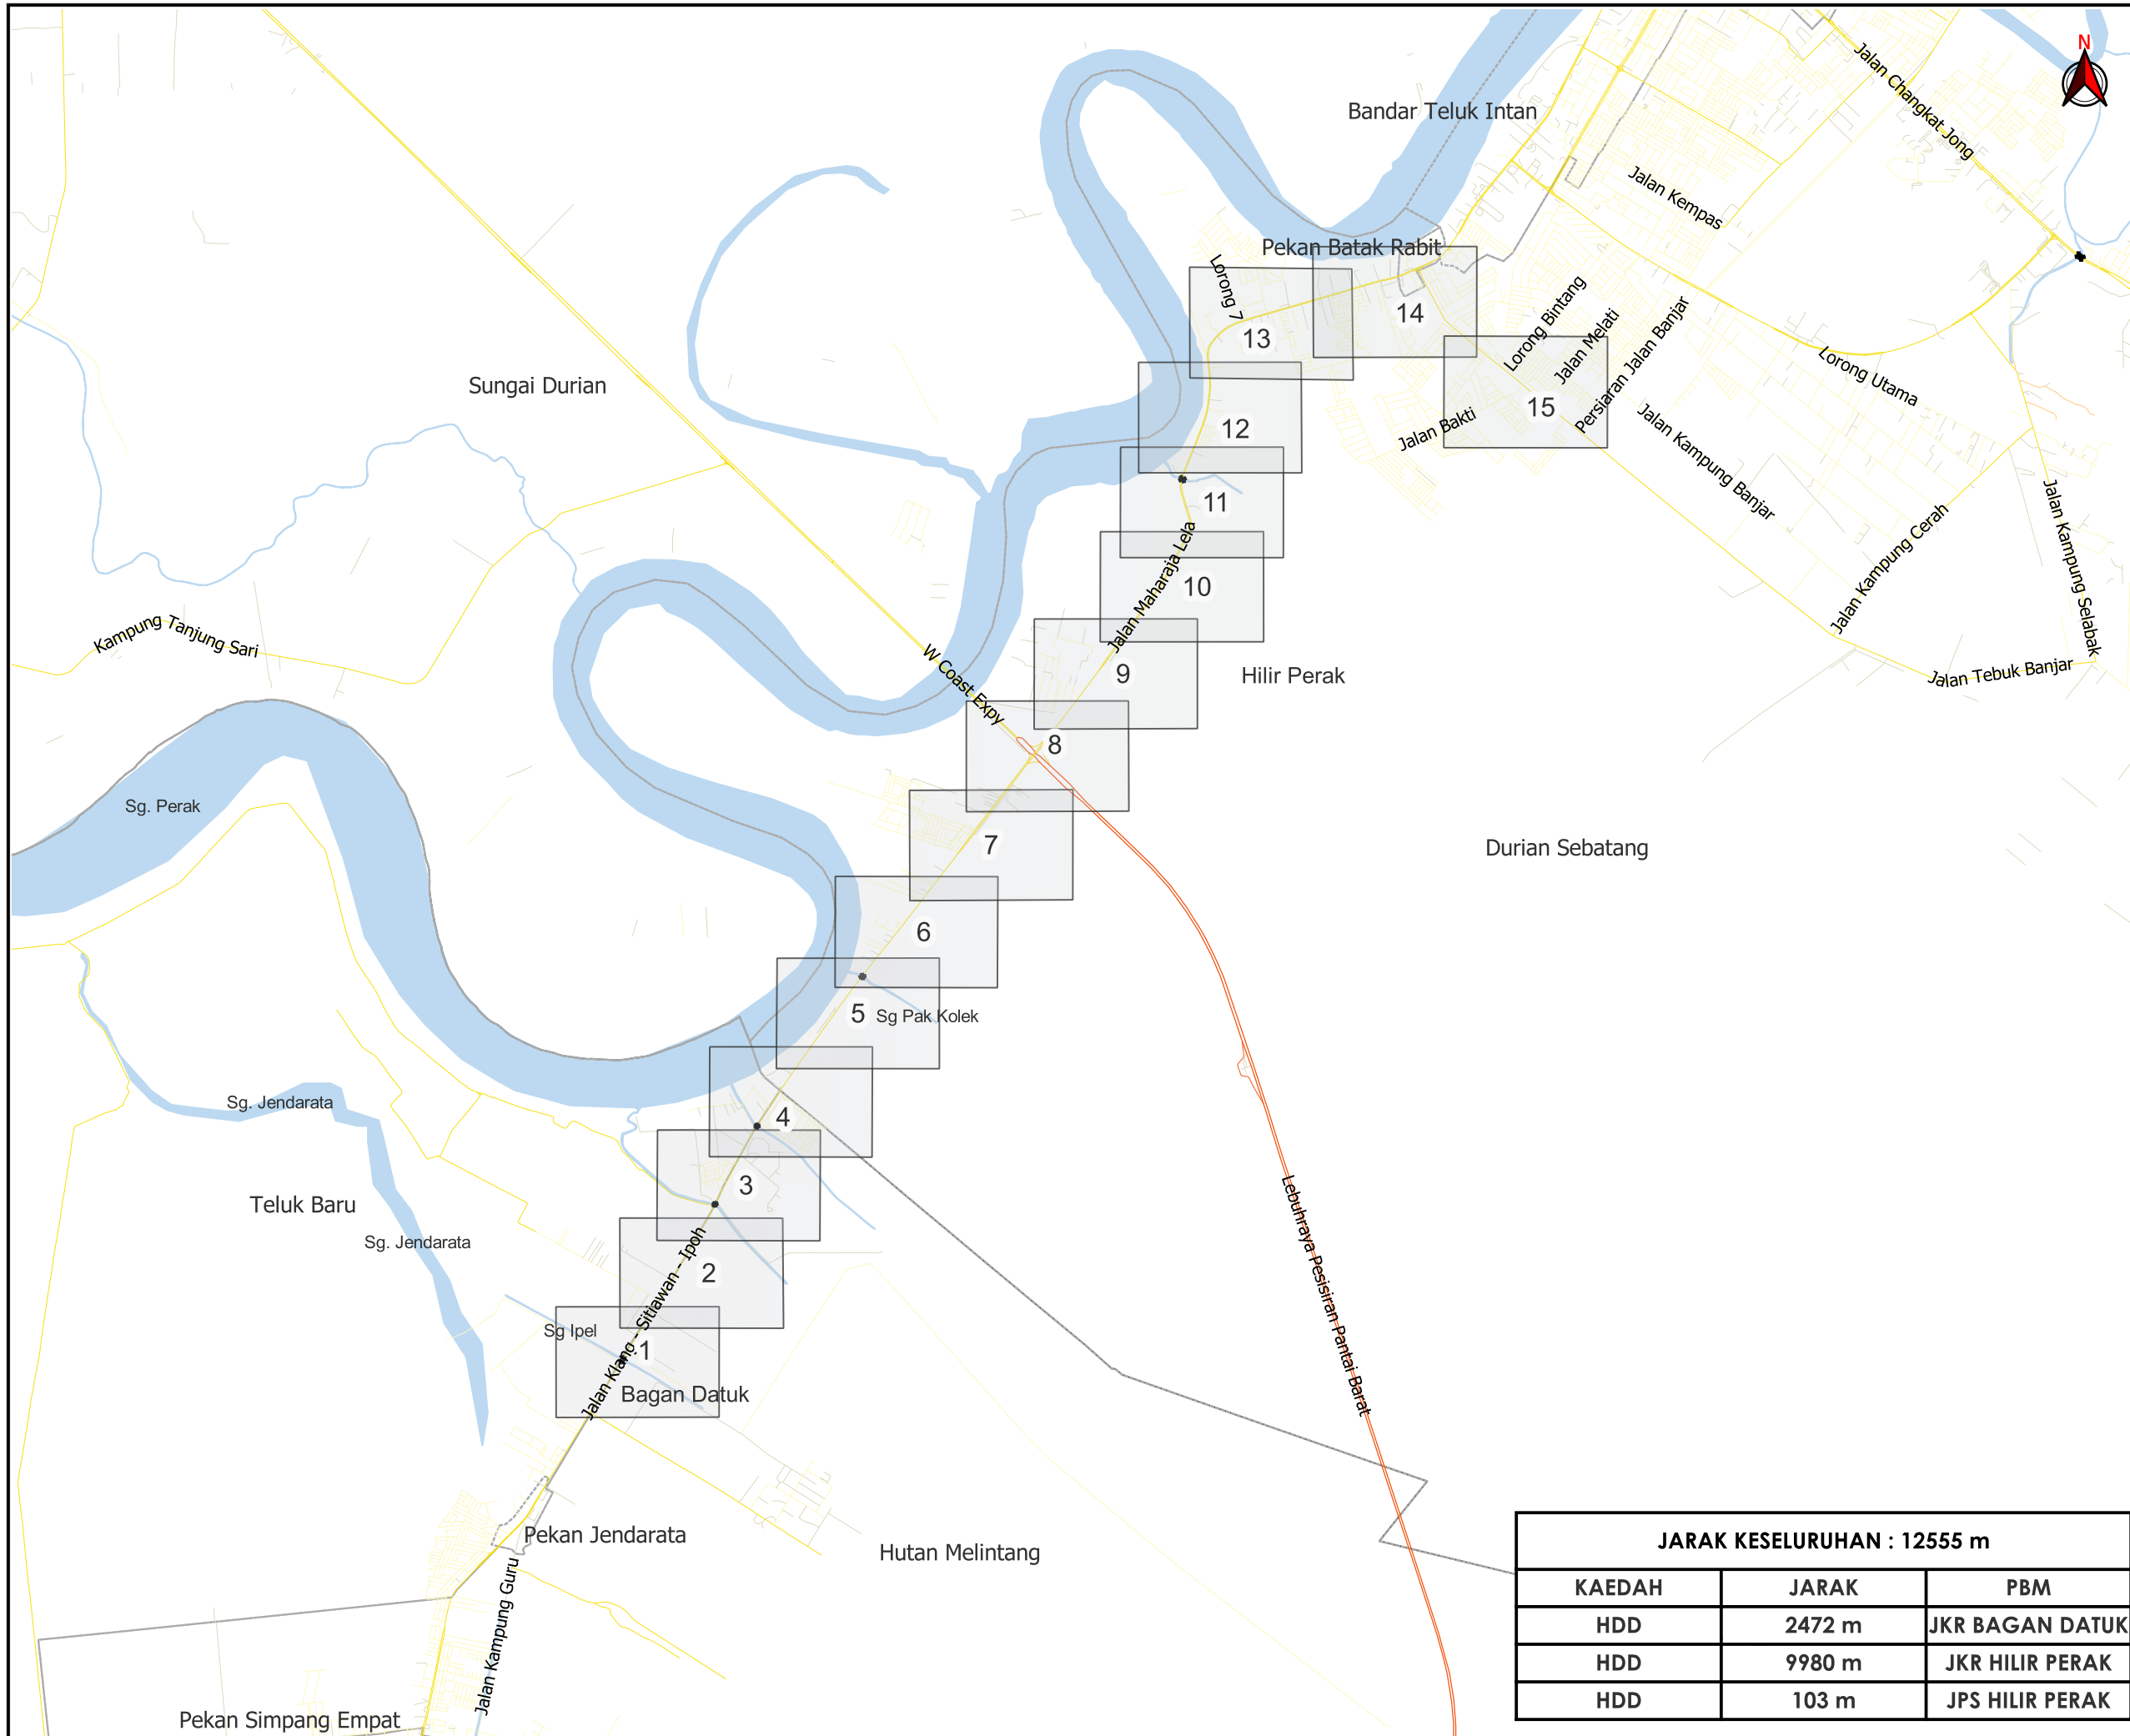 N
Jalan Changkat Jong
Bandar Teluk Intan
Jalan Kempas
Pekan Batak Rabit
Lorong 7
14
13
Lorong Bintang
Jalan Melati
Persiaran Jalan Banjar
Lorong Utama
Sungai Durian
15
12
Jalan Bakti
Jalan Kampung Banjar
11
Jalan Kampung Cerah
Jalan Kampung Selabak
Jalan Maharaja Lela
10
Kampung Tanjung Sari
W Coast Expy
9
Hilir Perak
Jalan Tebuk Banjar
8
Sg. Perak
7
Durian Sebatang
6
5
Sg Pak Kolek
Sg. Jendarata
4
3
Teluk Baru
Sg. Jendarata
Lebuhraya Pesisiran Pantai Barat
2
Jalan Klang - Sitiawan - Ipoh
Sg Ipel
1
Bagan Datuk
Pekan Jendarata
Hutan Melintang
Jalan Kampung Guru
Pekan Simpang Empat
JARAK KESELURUHAN : 12555 m
KAEDAH JARAK PBM
HDD 2472 m JKR BAGAN DATUK
HDD 9980 m JKR HILIR PERAK
HDD 103 m JPS HILIR PERAK